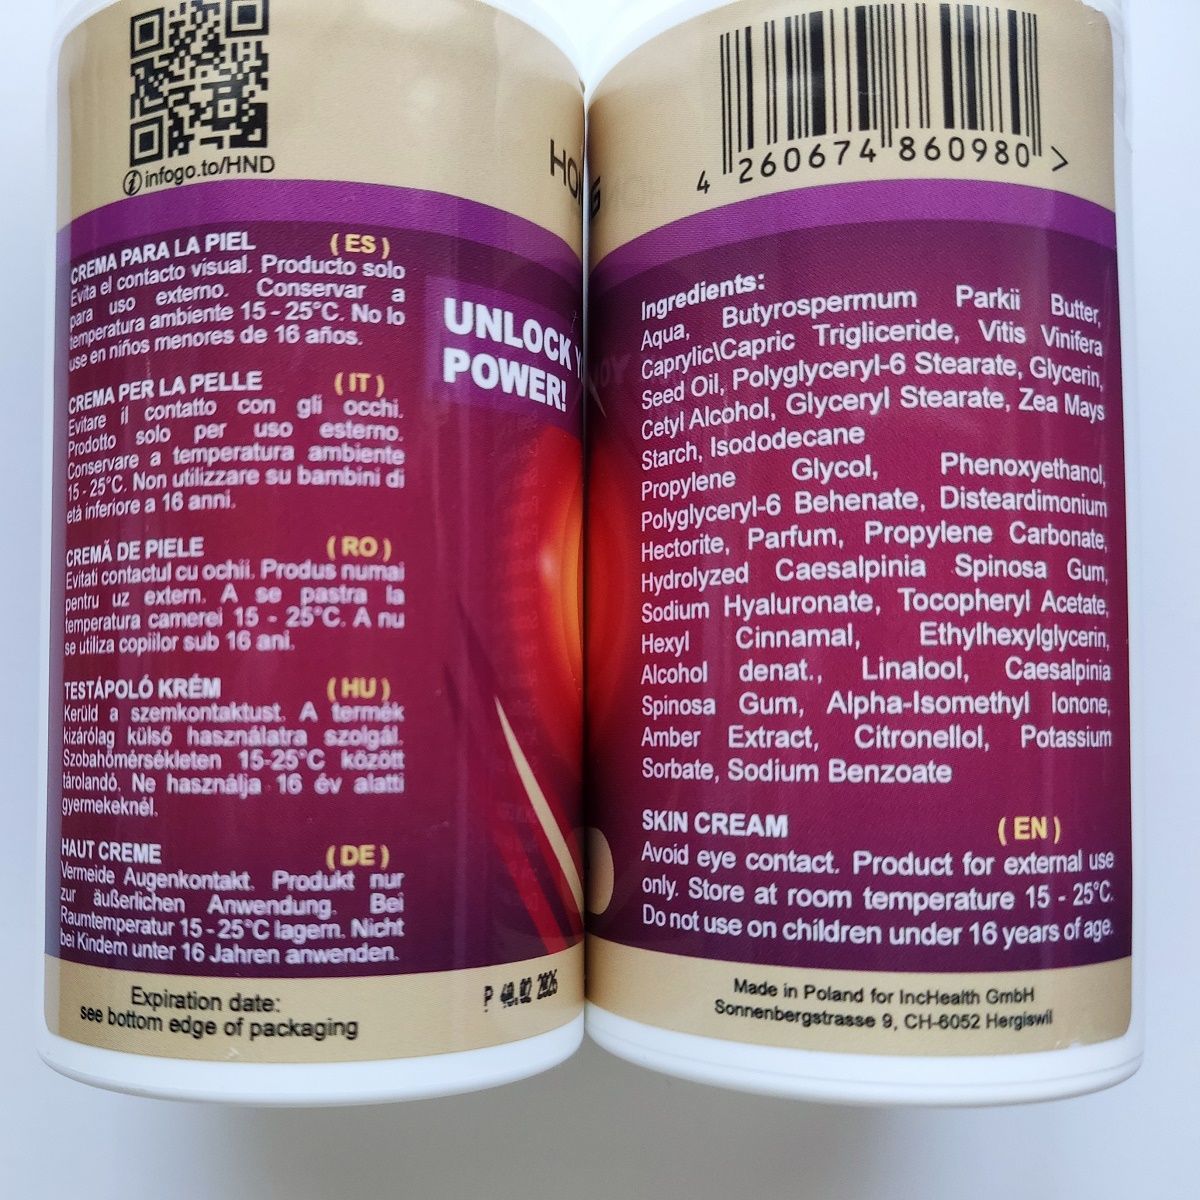 infogo.to/HND
CREMA PARA LA PIEL (ES)
Evita el contacto visual. Producto solo
para uso externo. Conservar a
temperatura ambiente 15 - 25°C. No lo
use en niños menores de 16 años.
CREMA PER LA PELLE (IT)
Evitare il contatto con gli occhi.
Prodotto solo per uso esterno.
Conservare a temperatura ambiente
15 - 25°C. Non utilizzare su bambini di
età inferiore a 16 anni.
CREMĂ DE PIELE (RO)
Evitati contactul cu ochii. Produs numai
pentru uz extern. A se pastra la
temperatura camerei 15 - 25°C. A nu
se utiliza copiilor sub 16 ani.
TESTÁPOLÓ KRÉM (HU)
Kerüld a szemkontaktust. A termék
kizárólag külső használatra szolgál.
Szobahőmérsékleten 15-25°C között
tárolandó. Ne használja 16 év alatti
gyermekeknél.
HAUT CREME (DE)
Vermeide Augenkontakt. Produkt nur
zur äußerlichen Anwendung. Bei
Raumtemperatur 15 - 25°C lagern. Nicht
bei Kindern unter 16 Jahren anwenden.
Expiration date:
see bottom edge of packaging
UNLOCK
POWER!
4 260674 860980 >
Ingredients:
Aqua, Butyrospermum Parkii Butter,
Caprylic\Capric Trigliceride, Vitis Vinifera
Seed Oil, Polyglyceryl-6 Stearate, Glycerin,
Cetyl Alcohol, Glyceryl Stearate, Zea Mays
Starch, Isododecane
Propylene Glycol, Phenoxyethanol,
Polyglyceryl-6 Behenate, Disteardimonium
Hectorite, Parfum, Propylene Carbonate,
Hydrolyzed Caesalpinia Spinosa Gum,
Sodium Hyaluronate, Tocopheryl Acetate,
Hexyl Cinnamal, Ethylhexylglycerin,
Alcohol denat., Linalool, Caesalpinia
Spinosa Gum, Alpha-Isomethyl Ionone,
Amber Extract, Citronellol, Potassium
Sorbate, Sodium Benzoate
SKIN CREAM (EN)
Avoid eye contact. Product for external use
only. Store at room temperature 15 - 25°C.
Do not use on children under 16 years of age.
Made in Poland for IncHealth GmbH
Sonnenbergstrasse 9, CH-6052 Hergiswil